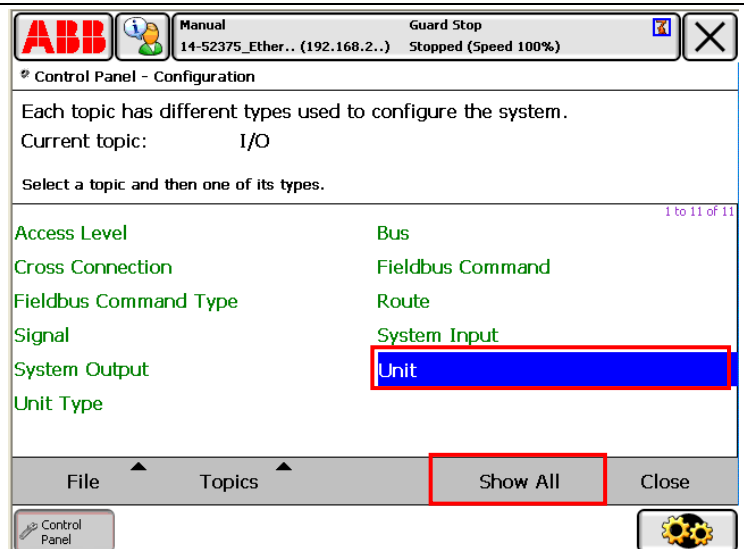 ABB
Manual
Guard Stop
14-52375_Ether.. (192.168.2..)
Stopped (Speed 100%)
Control Panel - Configuration
Each topic has different types used to configure the system.
Current topic: I/O
Select a topic and then one of its types.
1 to 11 of 11
Access Level Bus
Cross Connection Fieldbus Command
Fieldbus Command Type Route
Signal System Input
System Output Unit
Unit Type
File Topics Show All Close
Control
Panel